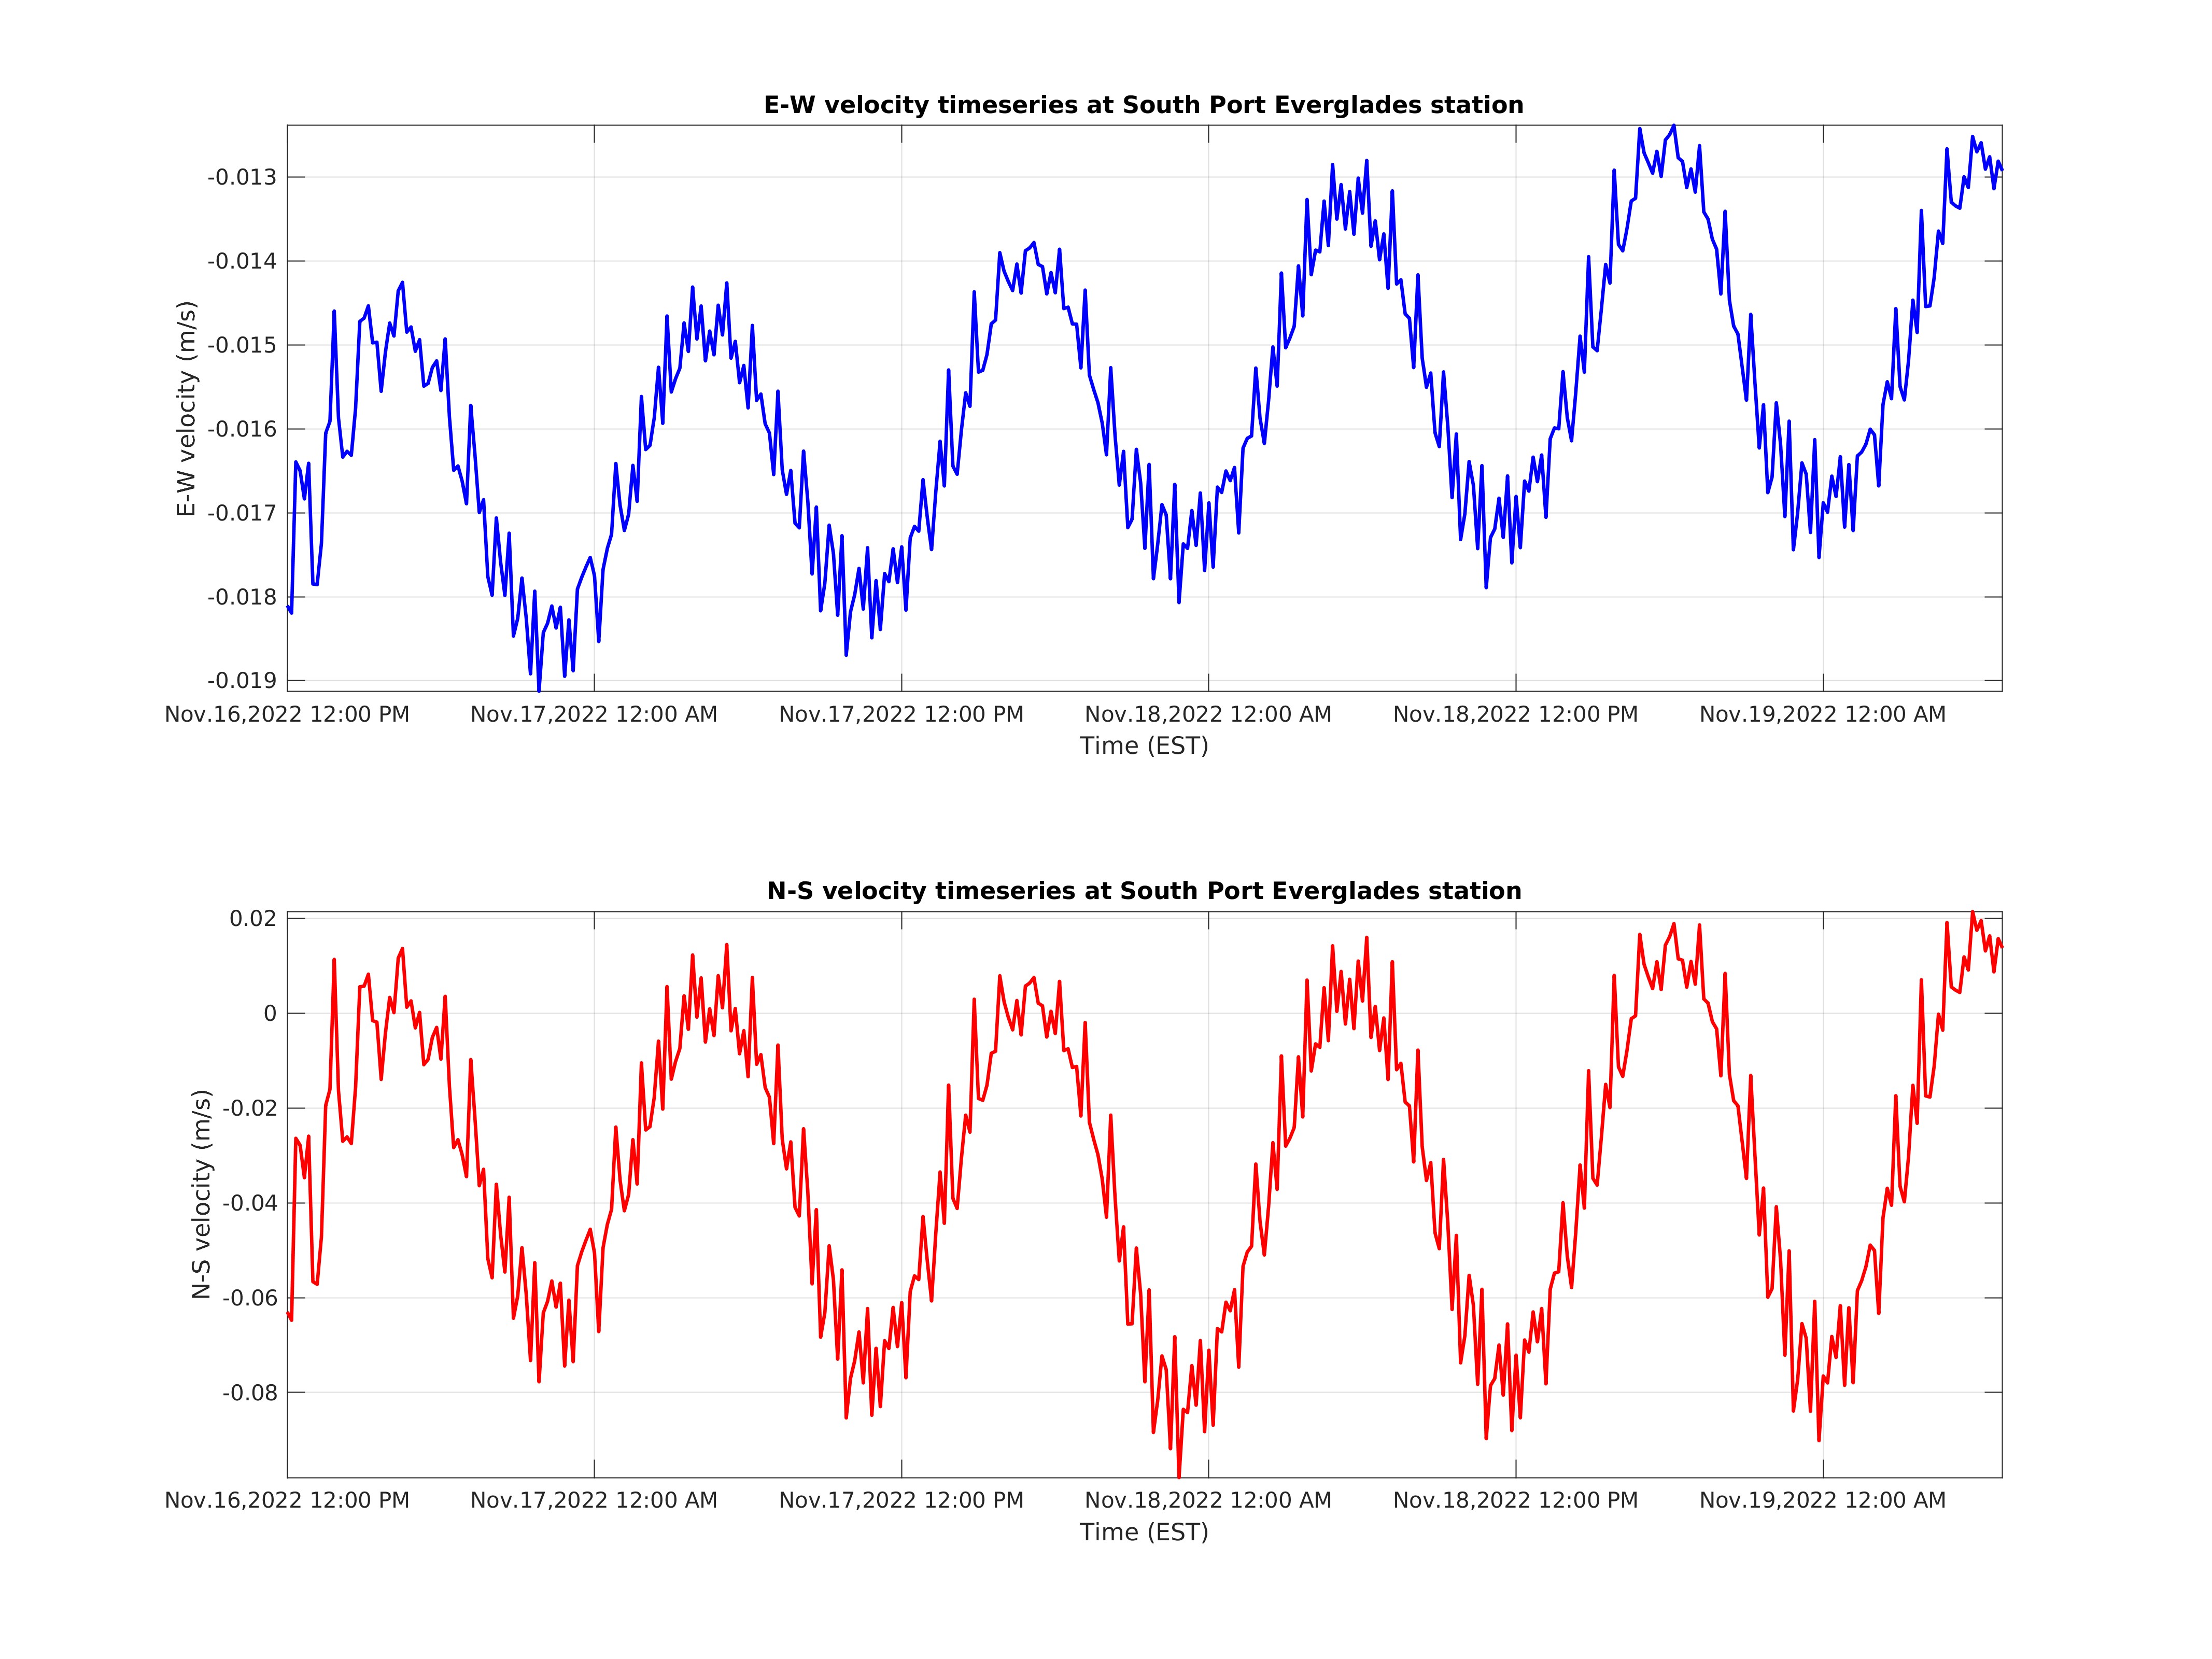 E-W velocity timeseries at South Port Everglades station
E-W velocity (m/s)
-0.013
-0.014
-0.015
-0.016
-0.017
-0.018
-0.019
Nov.16,2022 12:00 PM
Nov.17,2022 12:00 AM
Nov.17,2022 12:00 PM
Nov.18,2022 12:00 AM
Nov.18,2022 12:00 PM
Nov.19,2022 12:00 AM
Time (EST)
N-S velocity timeseries at South Port Everglades station
N-S velocity (m/s)
0.02
0
-0.02
-0.04
-0.06
-0.08
Nov.16,2022 12:00 PM
Nov.17,2022 12:00 AM
Nov.17,2022 12:00 PM
Nov.18,2022 12:00 AM
Nov.18,2022 12:00 PM
Nov.19,2022 12:00 AM
Time (EST)